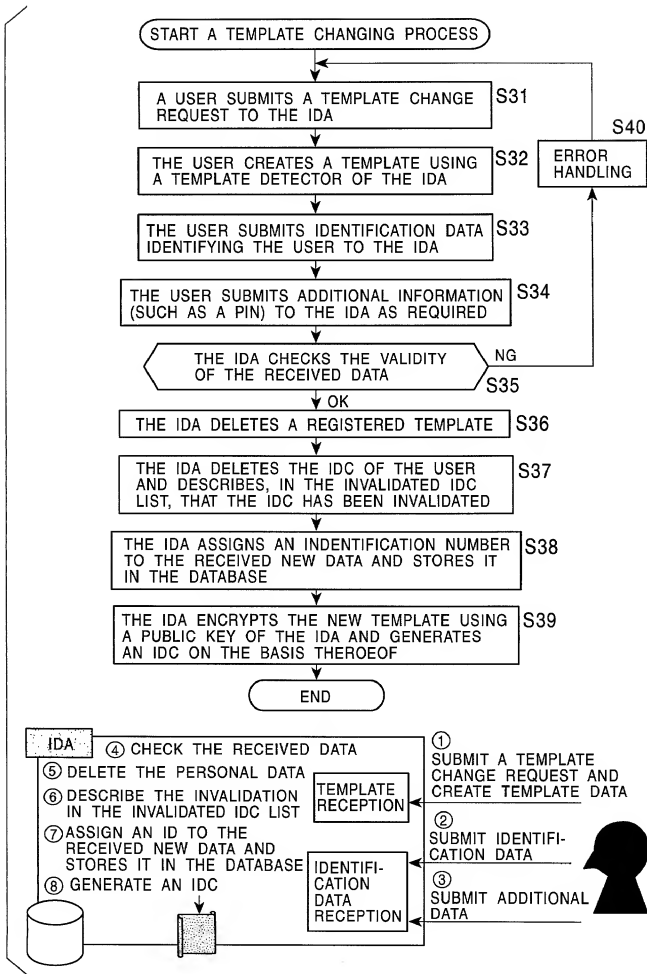 START A TEMPLATE CHANGING PROCESS
A USER SUBMITS A TEMPLATE CHANGE
REQUEST TO THE IDA
S31
S40
ERROR
HANDLING
THE USER CREATES A TEMPLATE USING
A TEMPLATE DETECTOR OF THE IDA
S32
THE USER SUBMITS IDENTIFICATION DATA
IDENTIFYING THE USER TO THE IDA
S33
THE USER SUBMITS ADDITIONAL INFORMATION
(SUCH AS A PIN) TO THE IDA AS REQUIRED
S34
THE IDA CHECKS THE VALIDITY
OF THE RECEIVED DATA
NG
S35
OK
THE IDA DELETES A REGISTERED TEMPLATE
S36
THE IDA DELETES THE IDC OF THE USER
AND DESCRIBES, IN THE INVALIDATED IDC
LIST, THAT THE IDC HAS BEEN INVALIDATED
S37
THE IDA ASSIGNS AN INDENTIFICATION NUMBER
TO THE RECEIVED NEW DATA AND STORES IT
IN THE DATABASE
S38
THE IDA ENCRYPTS THE NEW TEMPLATE USING
A PUBLIC KEY OF THE IDA AND GENERATES
AN IDC ON THE BASIS THEROEOF
S39
END
IDA
④ CHECK THE RECEIVED DATA
⑤ DELETE THE PERSONAL DATA
⑥ DESCRIBE THE INVALIDATION
IN THE INVALIDATED IDC LIST
⑦ ASSIGN AN ID TO THE
RECEIVED NEW DATA AND
STORES IT IN THE DATABASE
⑧ GENERATE AN IDC
TEMPLATE
RECEPTION
IDENTIFI-
CATION
DATA
RECEPTION
①
SUBMIT A TEMPLATE
CHANGE REQUEST AND
CREATE TEMPLATE DATA
②
SUBMIT IDENTIFI-
CATION DATA
③
SUBMIT ADDITIONAL
DATA